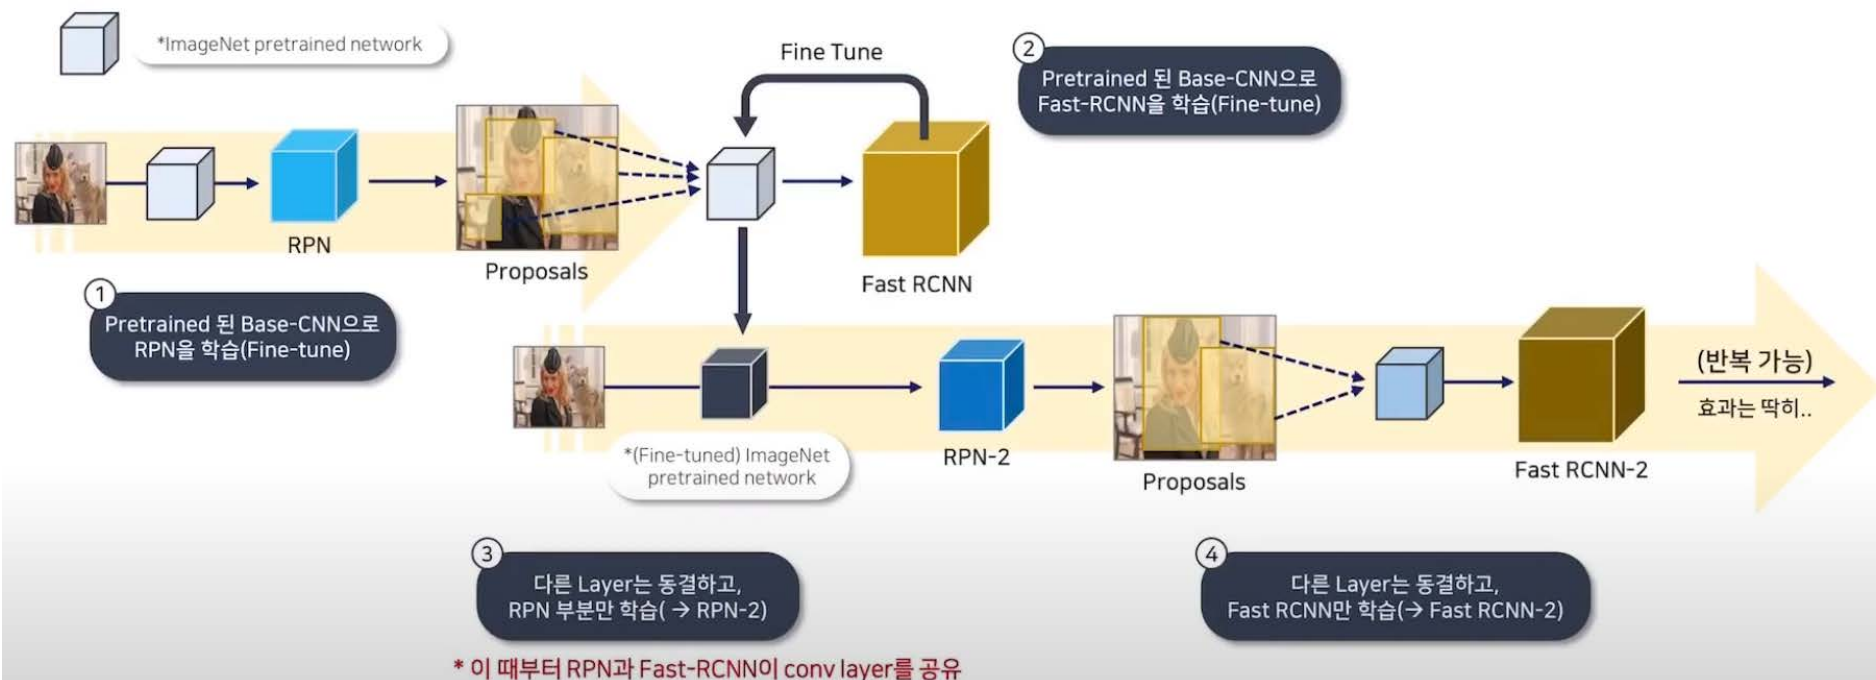 *ImageNet pretrained network
Fine Tune
②
Pretrained 된 Base-CNN으로
Fast-RCNN을 학습(Fine-tune)
RPN
Proposals
Fast RCNN
①
Pretrained 된 Base-CNN으로
RPN을 학습(Fine-tune)
(반복 가능)
효과는 딱히..
*(Fine-tuned) ImageNet
pretrained network
RPN-2
Proposals
Fast RCNN-2
③
다른 Layer는 동결하고,
RPN 부분만 학습( → RPN-2)
* 이 때부터 RPN과 Fast-RCNN이 conv layer를 공유
④
다른 Layer는 동결하고,
Fast RCNN만 학습(→ Fast RCNN-2)